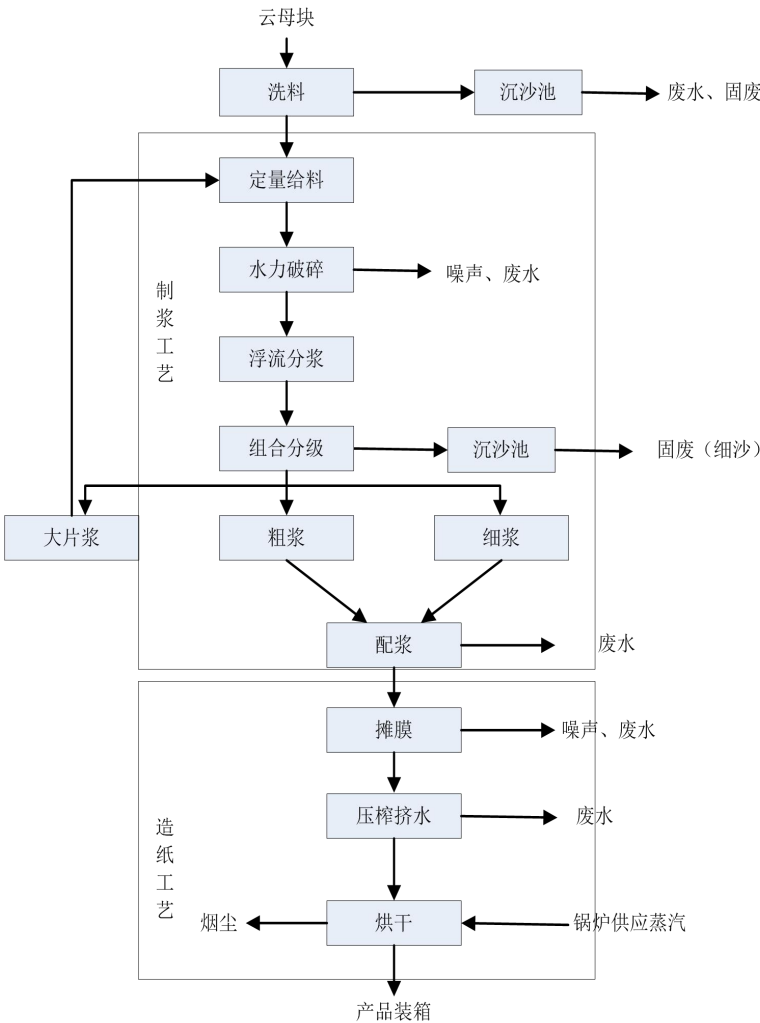 云母块
洗料
沉沙池
废水、固废
定量给料
水力破碎
噪声、废水
制浆工艺
浮流分浆
组合分级
沉沙池
固废（细沙）
大片浆
粗浆
细浆
配浆
废水
摊膜
噪声、废水
压榨挤水
废水
造纸工艺
烟尘
烘干
锅炉供应蒸汽
产品装箱